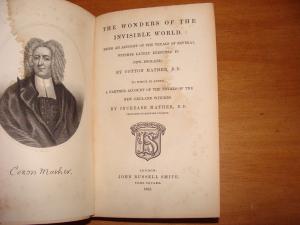 Cotton Mather.
THE WONDERS OF THE
INVISIBLE WORLD.
BEING AN ACCOUNT OF THE TRYALS OF SEVERAL
WITCHES LATELY EXECUTED IN
NEW-ENGLAND:
BY COTTON MATHER, D.D.
TO WHICH IS ADDED
A FARTHER ACCOUNT OF THE TRYALS OF THE
NEW ENGLAND WITCHES
BY INCREASE MATHER, D.D.
LONDON:
JOHN RUSSELL SMITH,
SOHO SQUARE.
1862.